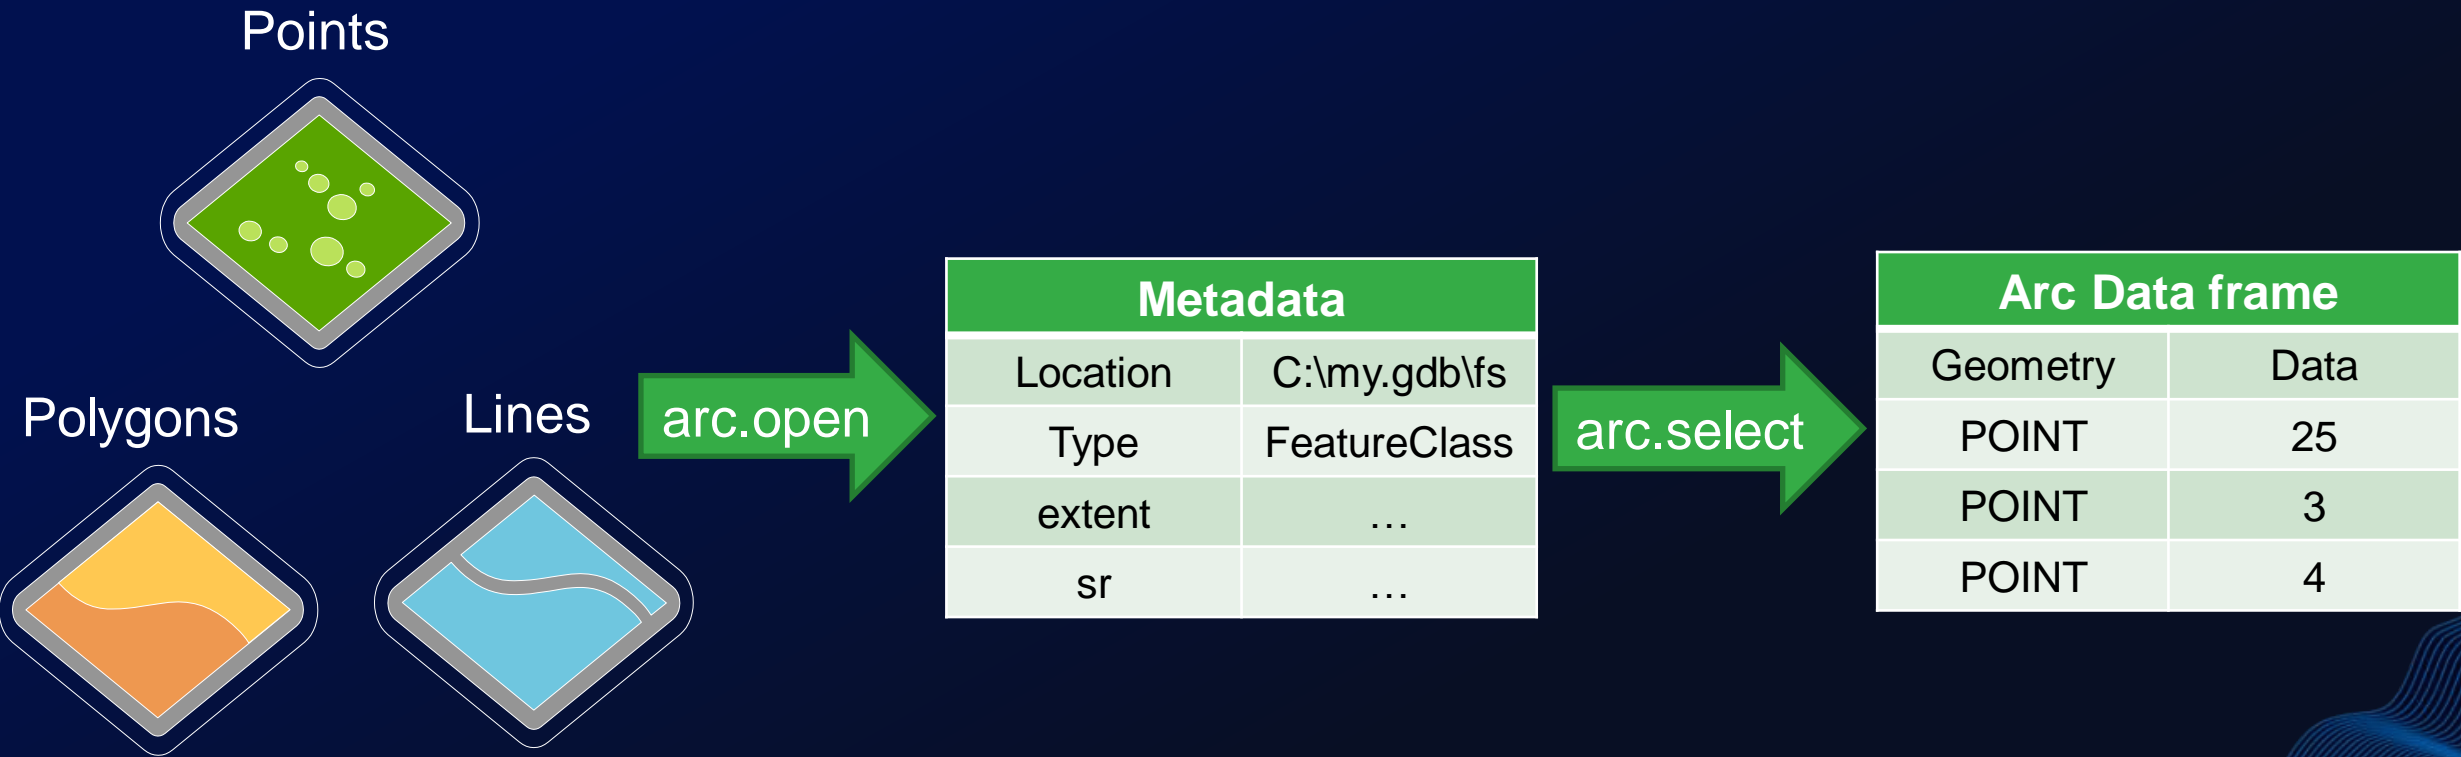 Points
Polygons
Lines
arc.open
Metadata
Location C:\my.gdb\fs
Type FeatureClass
extent …
sr …
arc.select
Arc Data frame
Geometry Data
POINT 25
POINT 3
POINT 4